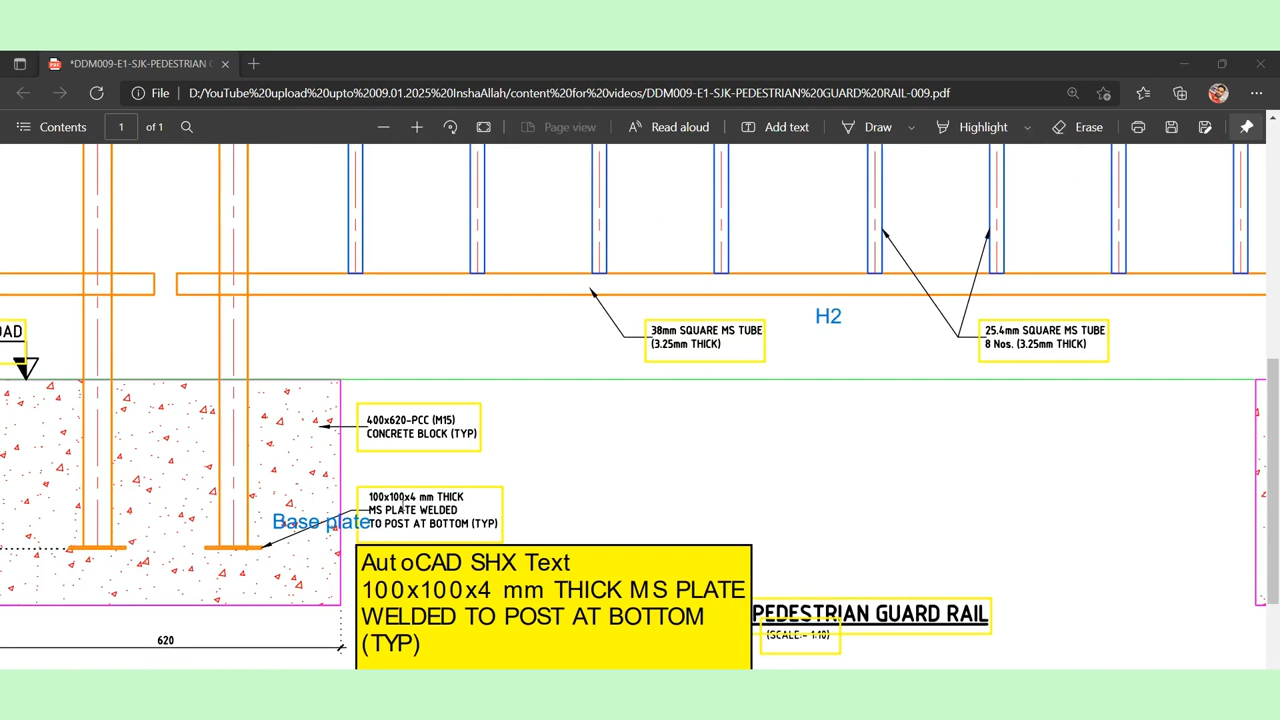 *DDM009-E1-SJK-PEDESTRIAN
File
D:/YouTube%20upload%20upto%2009.01.2025%20InshaAllah/content%20for%20videos/DDM009-E1-SJK-PEDESTRIAN%20GUARD%20RAIL-009.pdf
Contents
1
of 1
Page view
Read aloud
Add text
Draw
Highlight
Erase
38mm SQUARE MS TUBE
(3.25mm THICK)
H2
25.4mm SQUARE MS TUBE
8 Nos. (3.25mm THICK)
400x620-PCC (M15)
CONCRETE BLOCK (TYP)
100x100x4 mm THICK
MS PLATE WELDED
TO POST AT BOTTOM (TYP)
Base plate
AutoCAD SHX Text
100x100x4 mm THICK MS PLATE
WELDED TO POST AT BOTTOM
(TYP)
PEDESTRIAN GUARD RAIL
(SCALE:- 1:10)
620